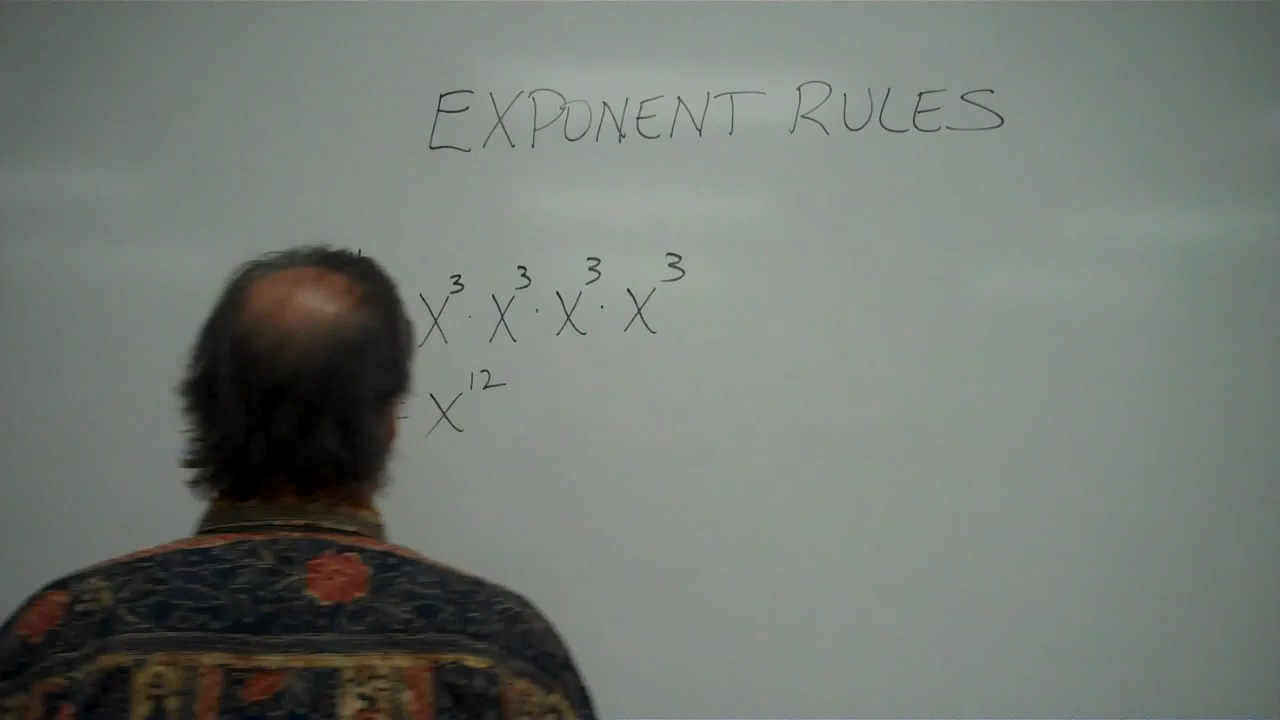 EXPONENT RULES
X³ · X³ · X³ · X³
= X¹²